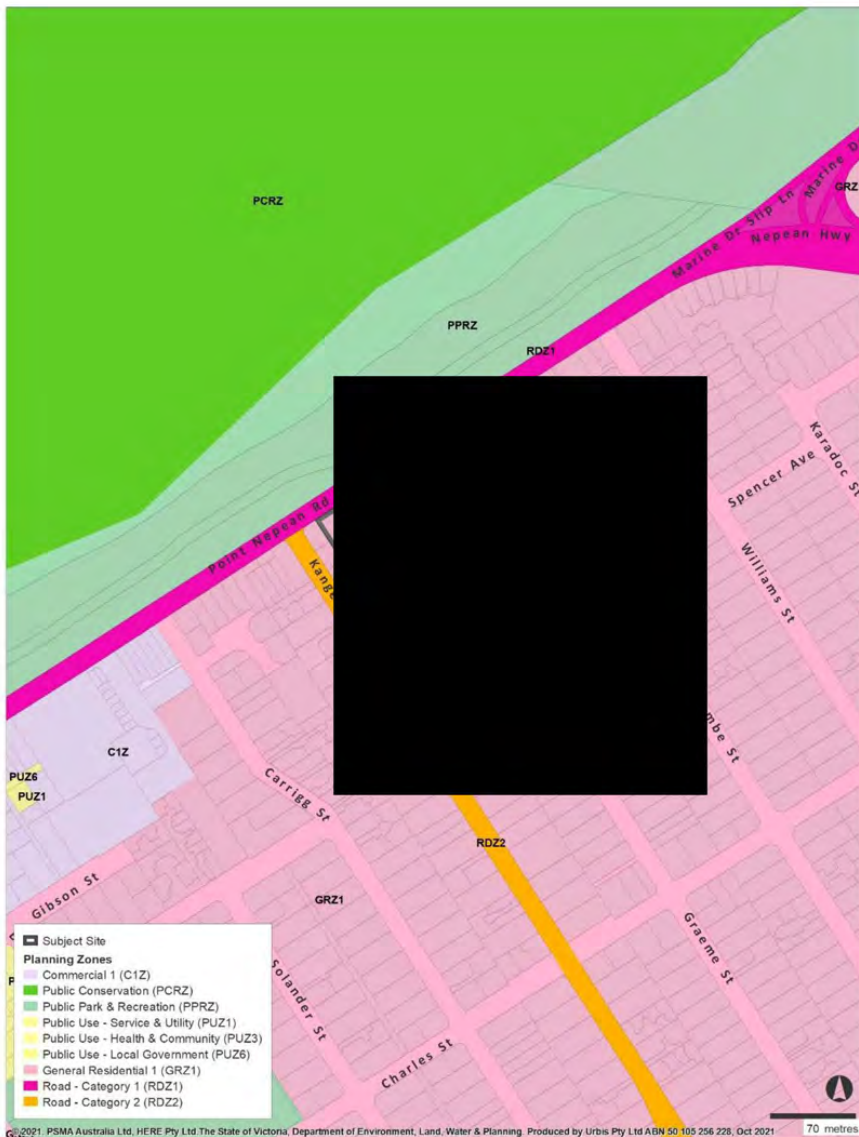 PCRZ
GRZ
Marine D
Marine Dr Slip Ln
Nepean Hwy
PPRZ
RDZ1
Karadoc St
Spencer Ave
Point Nepean Rd
Kange
Williams St
mbe St
C1Z
PUZ6
PUZ1
Carrigg St
RDZ2
Gibson St
GRZ1
Graeme St
Solander St
Charles St
P
Subject Site
Planning Zones
Commercial 1 (C1Z)
Public Conservation (PCRZ)
Public Park & Recreation (PPRZ)
Public Use - Service & Utility (PUZ1)
Public Use - Health & Community (PUZ3)
Public Use - Local Government (PUZ6)
General Residential 1 (GRZ1)
Road - Category 1 (RDZ1)
Road - Category 2 (RDZ2)
70 metres
©2021. PSMA Australia Ltd, HERE Pty Ltd. The State of Victoria, Department of Environment, Land, Water & Planning. Produced by Urbis Pty Ltd ABN 50 105 256 228, Oct 2021